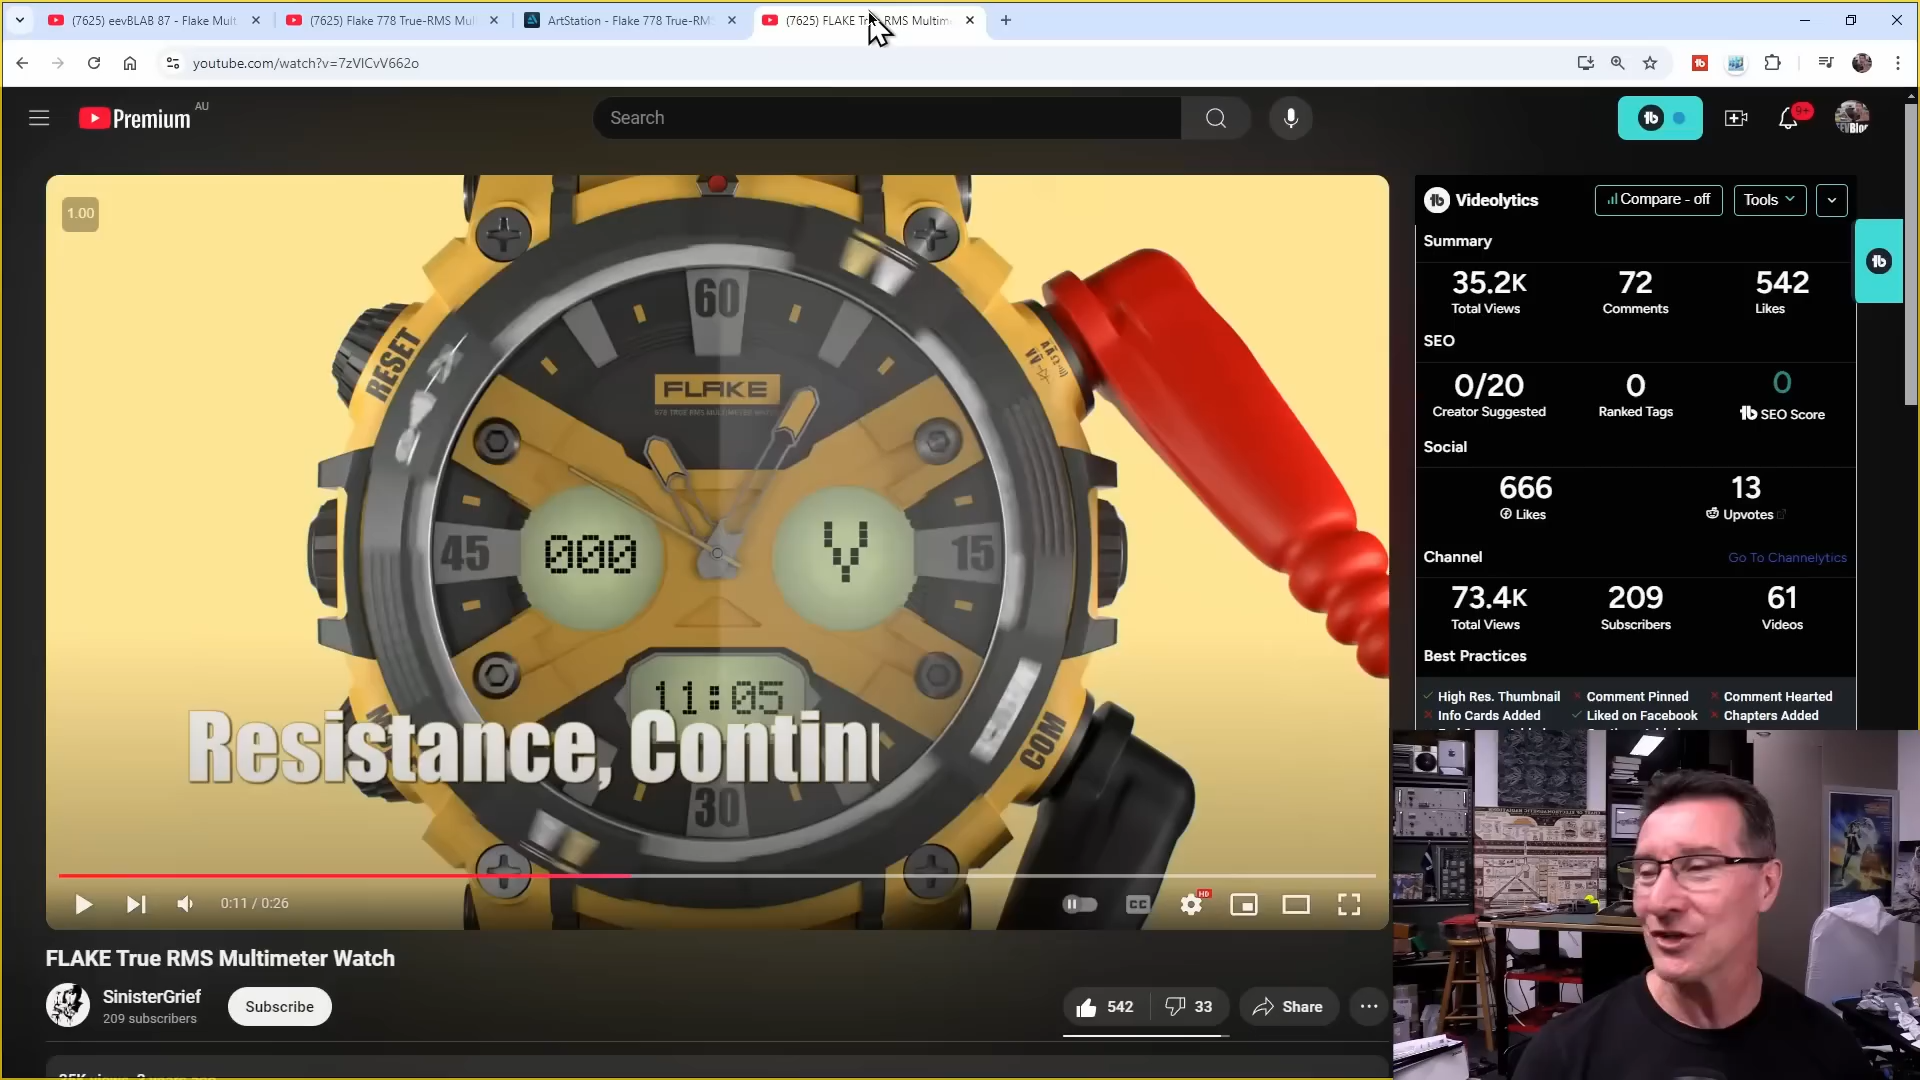 (7625) eevBLAB 87 - Flake Mult
(7625) Flake 778 True-RMS Mul
ArtStation - Flake 778 True-RMS
(7625) FLAKE True RMS Multim
youtube.com/watch?v=7zVlCvV662o
Premium
AU
Search
9+
1.00
60
RESET
FLAKE
45
000
V
15
11:05
Resistance, Contin
30
COM
0:11 / 0:26
CC
HD
FLAKE True RMS Multimeter Watch
SinisterGrief
209 subscribers
Subscribe
542
33
Share
Videolytics
Compare - off
Tools
Summary
35.2K
72
542
Total Views
Comments
Likes
SEO
0/20
0
0
Creator Suggested
Ranked Tags
SEO Score
Social
666
13
Likes
Upvotes
Channel
Go To Channelytics
73.4K
209
61
Total Views
Subscribers
Videos
Best Practices
High Res. Thumbnail
Comment Pinned
Comment Hearted
Info Cards Added
Liked on Facebook
Chapters Added